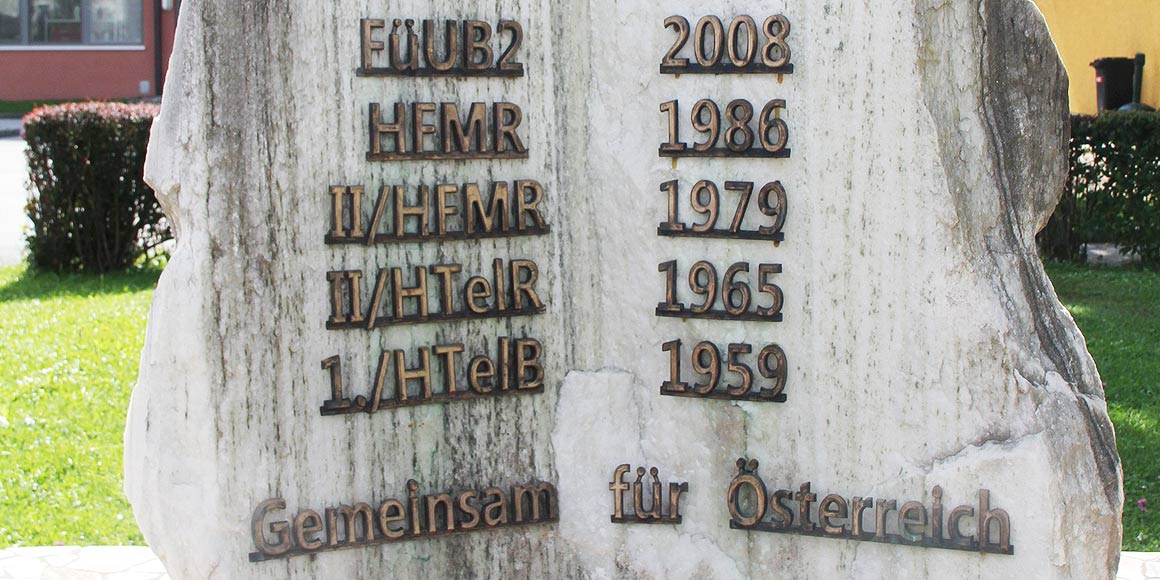 FüUB2 2008
HFMR 1986
II/HFMR 1979
II/HTelR 1965
1./HTelB 1959
Gemeinsam für Österreich